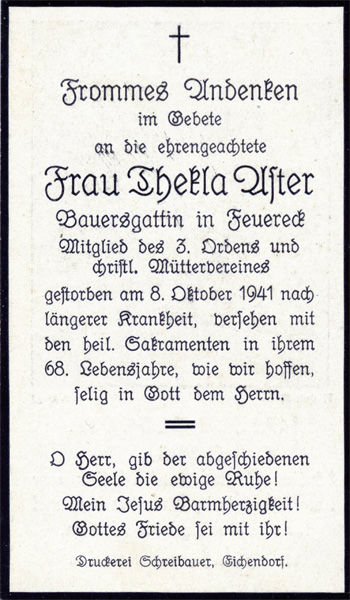 Frommes Andenken
im Gebete
an die ehrengeachtete
Frau Thekla Aster
Bauersgattin in Feuereck
Mitglied des 3. Ordens und
christl. Müttervereines
gestorben am 8. Oktober 1941 nach
längerer Krankheit, versehen mit
den heil. Sakramenten in ihrem
68. Lebensjahre, wie wir hoffen,
selig in Gott dem Herrn.
O Herr, gib der abgeschiedenen
Seele die ewige Ruhe!
Mein Jesus Barmherzigkeit!
Gottes Friede sei mit ihr!
Druckerei Schreibauer, Eichendorf.